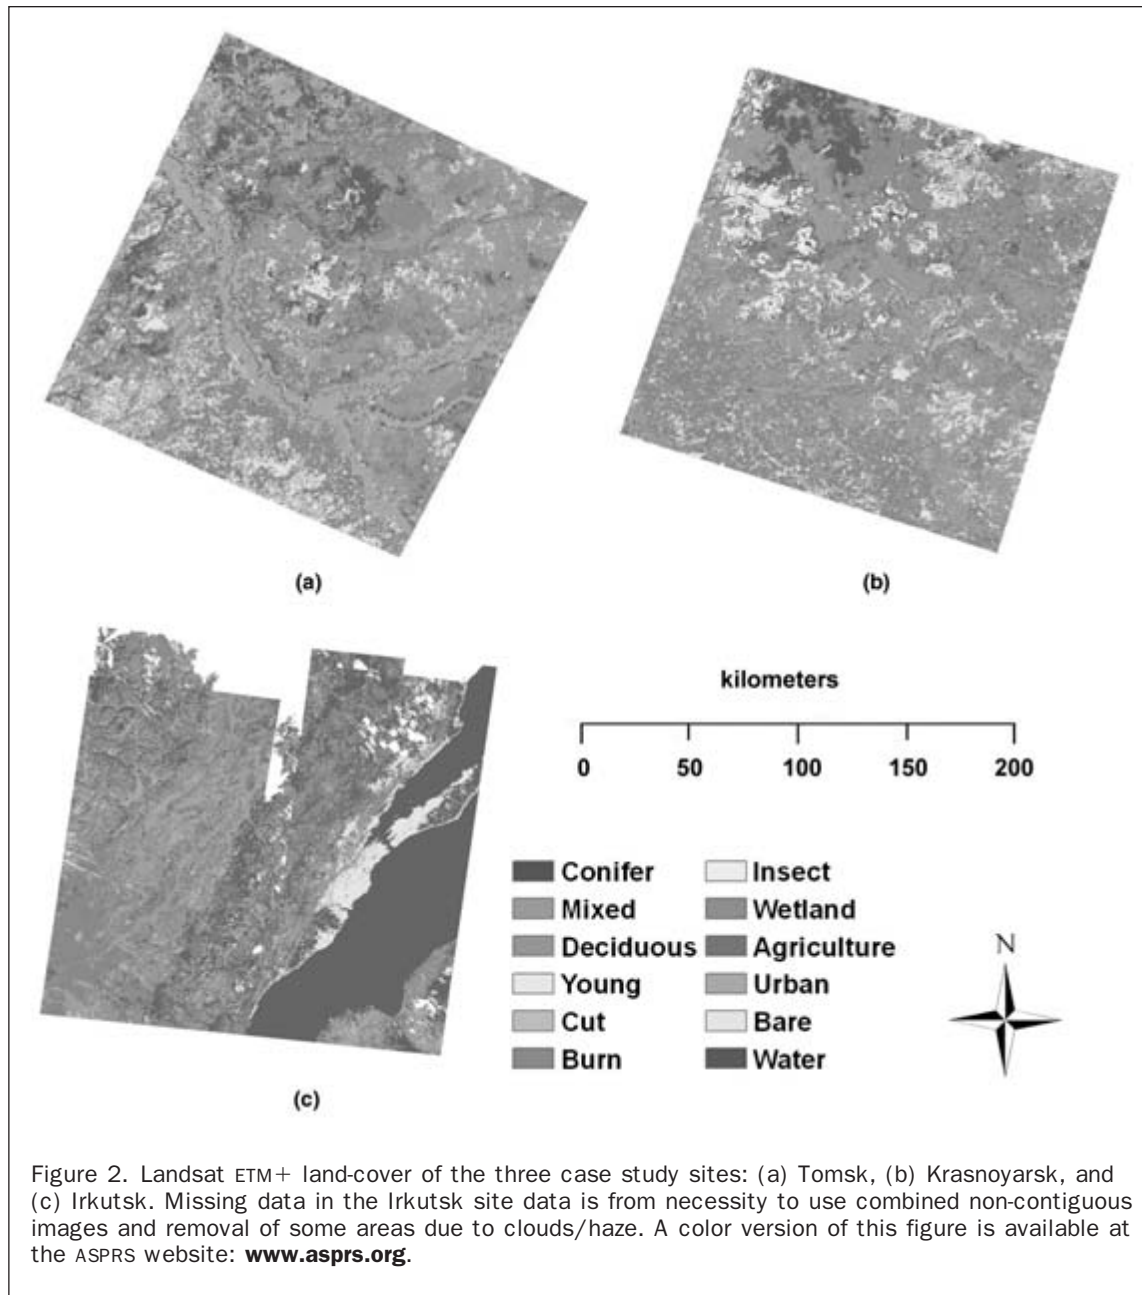 (a)
(b)
(c)
kilometers
0 50 100 150 200
Conifer
Mixed
Deciduous
Young
Cut
Burn
Insect
Wetland
Agriculture
Urban
Bare
Water
N
Figure 2. Landsat ETM+ land-cover of the three case study sites: (a) Tomsk, (b) Krasnoyarsk, and
(c) Irkutsk. Missing data in the Irkutsk site data is from necessity to use combined non-contiguous
images and removal of some areas due to clouds/haze. A color version of this figure is available at
the ASPRS website: www.asprs.org.